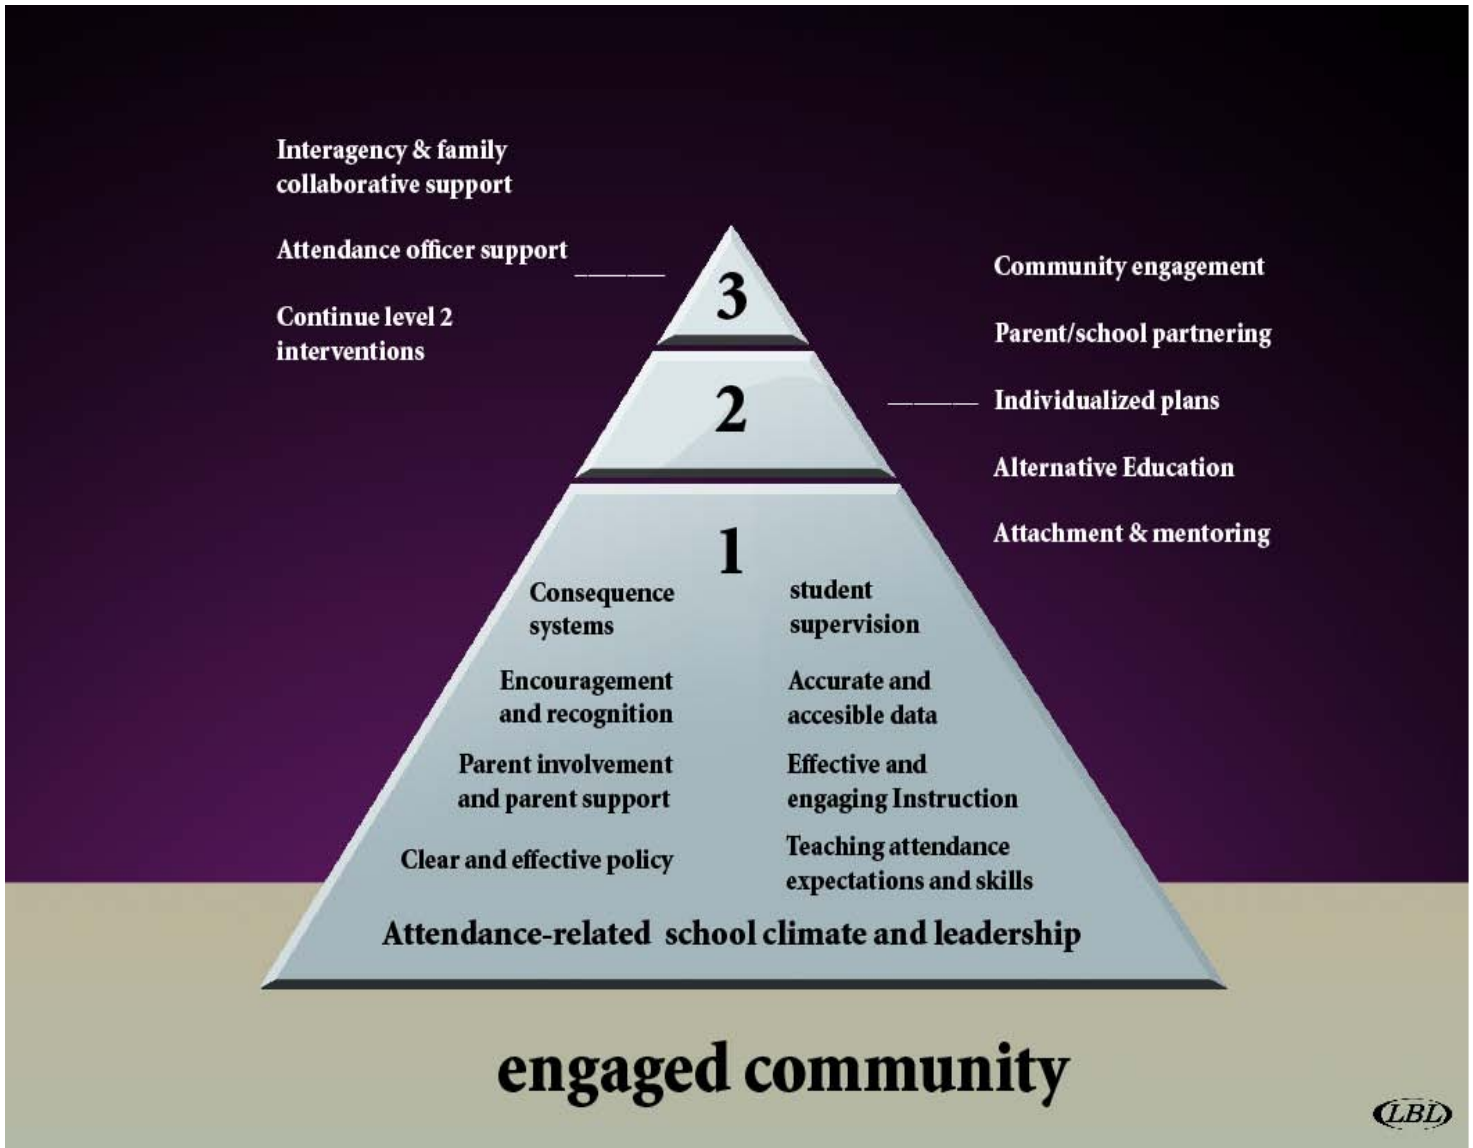 Interagency & family
collaborative support
Attendance officer support
Continue level 2
interventions
3
Community engagement
Parent/school partnering
Individualized plans
Alternative Education
Attachment & mentoring
2
1
Consequence
systems
student
supervision
Encouragement
and recognition
Accurate and
accesible data
Parent involvement
and parent support
Effective and
engaging Instruction
Clear and effective policy
Teaching attendance
expectations and skills
Attendance-related school climate and leadership
engaged community
LBL